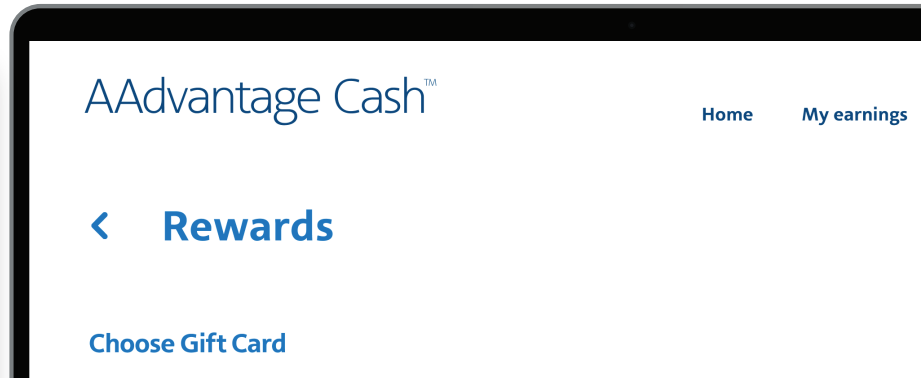 AAdvantage Cash™
Home
My earnings
Rewards
Choose Gift Card